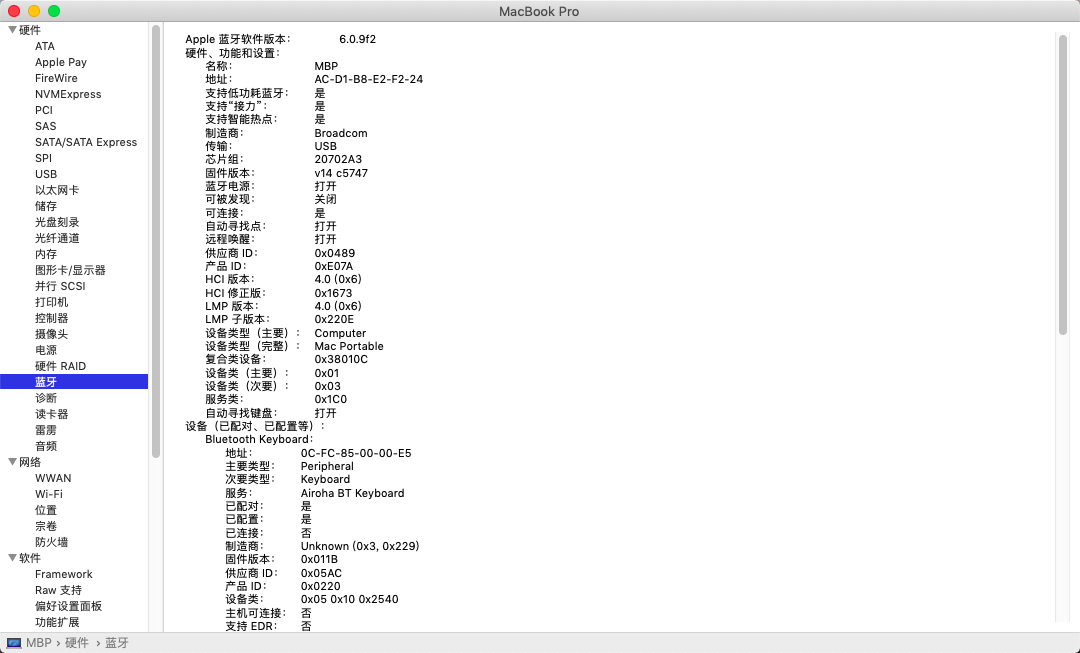 MacBook Pro
硬件
ATA
Apple Pay
FireWire
NVMExpress
PCI
SAS
SATA/SATA Express
SPI
USB
以太网卡
储存
光盘刻录
光纤通道
内存
图形卡/显示器
并行 SCSI
打印机
控制器
摄像头
电源
硬件 RAID
蓝牙
诊断
读卡器
雷雳
音频
网络
WWAN
Wi-Fi
位置
宗卷
防火墙
软件
Framework
Raw 支持
偏好设置面板
功能扩展
Apple 蓝牙软件版本: 6.0.9f2
硬件、功能和设置:
名称: MBP
地址: AC-D1-B8-E2-F2-24
支持低功耗蓝牙: 是
支持“接力”: 是
支持智能热点: 是
制造商: Broadcom
传输: USB
芯片组: 20702A3
固件版本: v14 c5747
蓝牙电源: 打开
可被发现: 关闭
可连接: 是
自动寻找点: 打开
远程唤醒: 打开
供应商 ID: 0x0489
产品 ID: 0xE07A
HCI 版本: 4.0 (0x6)
HCI 修正版: 0x1673
LMP 版本: 4.0 (0x6)
LMP 子版本: 0x220E
设备类型（主要）: Computer
设备类型（完整）: Mac Portable
复合类设备: 0x38010C
设备类（主要）: 0x01
设备类（次要）: 0x03
服务类: 0x1C0
自动寻找键盘: 打开
设备（已配对、已配置等）:
Bluetooth Keyboard:
地址: 0C-FC-85-00-00-E5
主要类型: Peripheral
次要类型: Keyboard
服务: Airoha BT Keyboard
已配对: 是
已配置: 是
已连接: 否
制造商: Unknown (0x3, 0x229)
固件版本: 0x011B
供应商 ID: 0x05AC
产品 ID: 0x0220
设备类: 0x05 0x10 0x2540
主机可连接: 否
支持 EDR: 否
MBP › 硬件 › 蓝牙